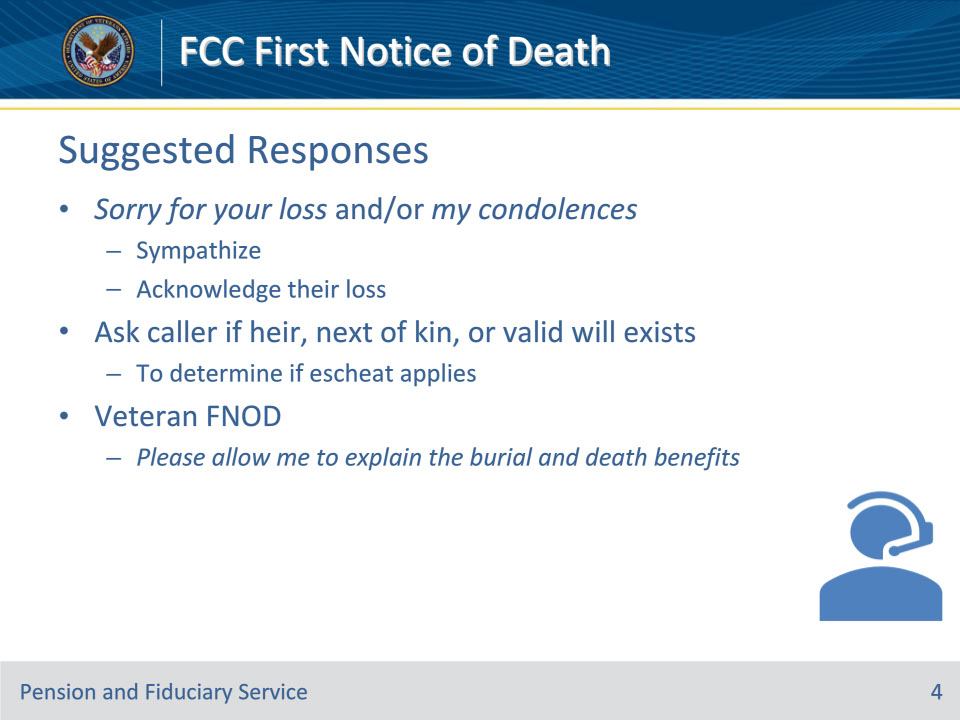 FCC First Notice of Death
Suggested Responses
• Sorry for your loss and/or my condolences
– Sympathize
– Acknowledge their loss
• Ask caller if heir, next of kin, or valid will exists
– To determine if escheat applies
• Veteran FNOD
– Please allow me to explain the burial and death benefits
Pension and Fiduciary Service
4